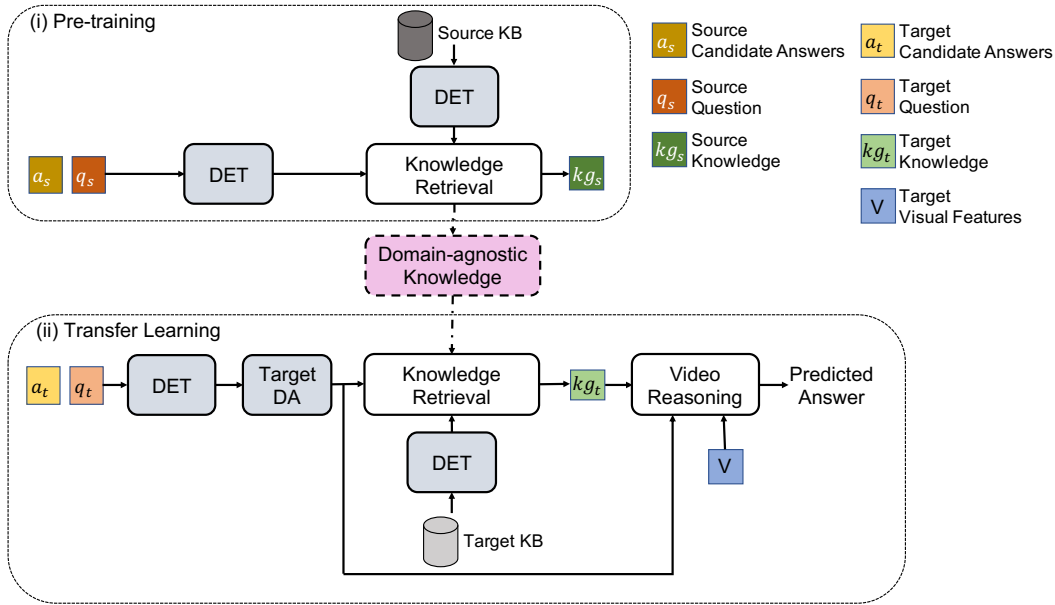 (i) Pre-training
Source KB
DET
a_s
q_s
DET
Knowledge
Retrieval
kg_s
a_s
Source
Candidate Answers
a_t
Target
Candidate Answers
q_s
Source
Question
q_t
Target
Question
kg_s
Source
Knowledge
kg_t
Target
Knowledge
V
Target
Visual Features
Domain-agnostic
Knowledge
(ii) Transfer Learning
a_t
q_t
DET
Target
DA
Knowledge
Retrieval
kg_t
Video
Reasoning
Predicted
Answer
DET
V
Target KB